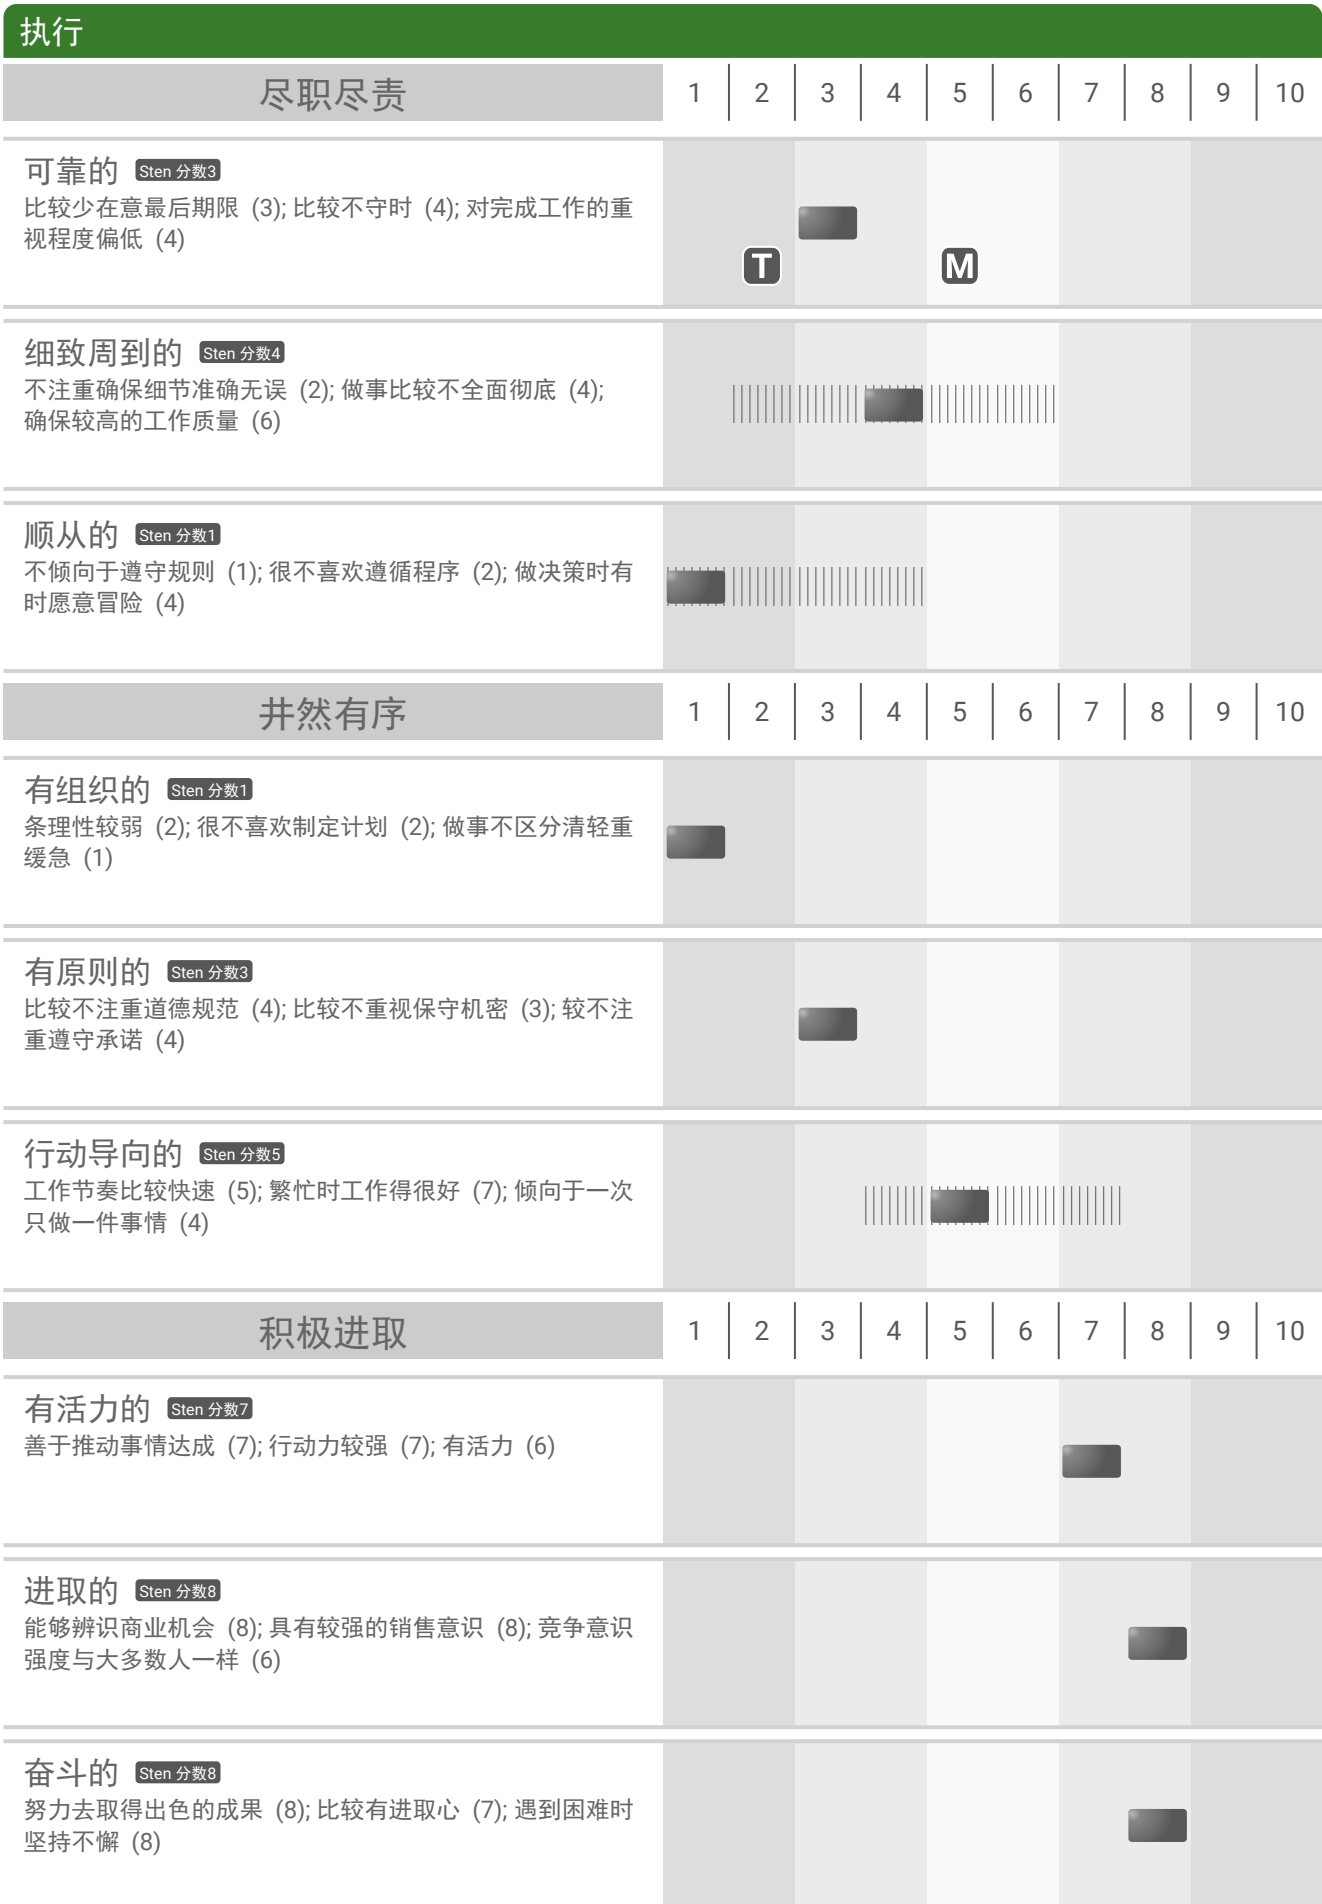 执行
尽职尽责 1 2 3 4 5 6 7 8 9 10
可靠的 Sten 分数3
比较少在意最后期限 (3); 比较不守时 (4); 对完成工作的重
视程度偏低 (4)
T M
细致周到的 Sten 分数4
不注重确保细节准确无误 (2); 做事比较不全面彻底 (4);
确保较高的工作质量 (6)
顺从的 Sten 分数1
不倾向于遵守规则 (1); 很不喜欢遵循程序 (2); 做决策时有
时愿意冒险 (4)
井然有序 1 2 3 4 5 6 7 8 9 10
有组织的 Sten 分数1
条理性较弱 (2); 很不喜欢制定计划 (2); 做事不区分清轻重
缓急 (1)
有原则的 Sten 分数3
比较不注重道德规范 (4); 比较不重视保守机密 (3); 较不注
重遵守承诺 (4)
行动导向的 Sten 分数5
工作节奏比较快速 (5); 繁忙时工作得很好 (7); 倾向于一次
只做一件事情 (4)
积极进取 1 2 3 4 5 6 7 8 9 10
有活力的 Sten 分数7
善于推动事情达成 (7); 行动力较强 (7); 有活力 (6)
进取的 Sten 分数8
能够辨识商业机会 (8); 具有较强的销售意识 (8); 竞争意识
强度与大多数人一样 (6)
奋斗的 Sten 分数8
努力去取得出色的成果 (8); 比较有进取心 (7); 遇到困难时
坚持不懈 (8)